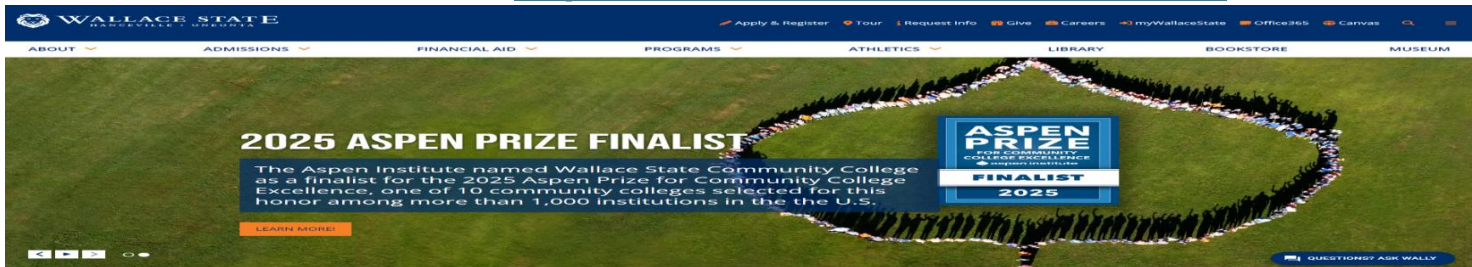 WALLACE STATE
HANCEVILLE • ONEONTA
Apply & Register Tour Request Info Give Careers myWallaceState Office365 Canvas
ABOUT ADMISSIONS FINANCIAL AID PROGRAMS ATHLETICS LIBRARY BOOKSTORE MUSEUM
2025 ASPEN PRIZE FINALIST
The Aspen Institute named Wallace State Community College
as a finalist for the 2025 Aspen Prize for Community College
Excellence, one of 10 community colleges selected for this
honor among more than 1,000 institutions in the the U.S.
LEARN MORE!
ASPEN
PRIZE
FOR COMMUNITY
COLLEGE EXCELLENCE
aspen institute
FINALIST
2025
QUESTIONS? ASK WALLY